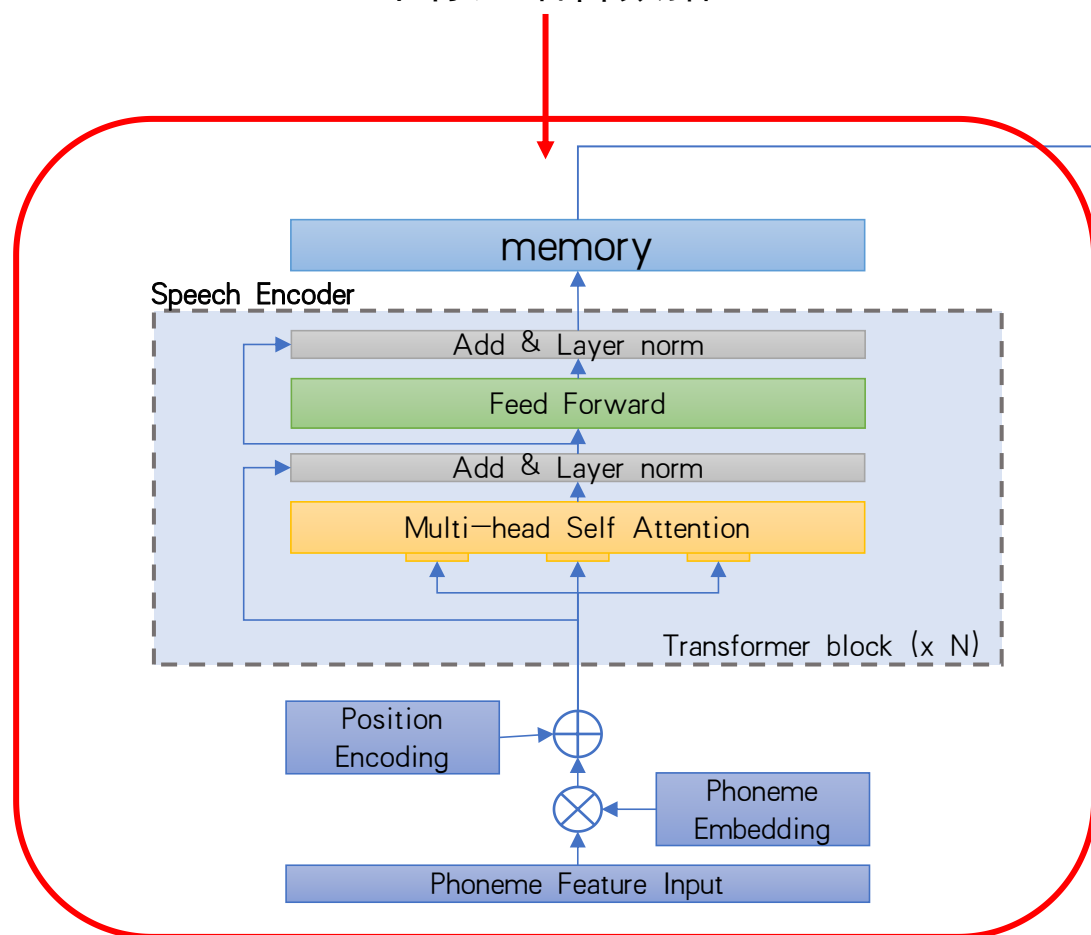 memory
Speech Encoder
Add & Layer norm
Feed Forward
Add & Layer norm
Multi-head Self Attention
Transformer block (x N)
Position
Encoding
Phoneme
Embedding
Phoneme Feature Input